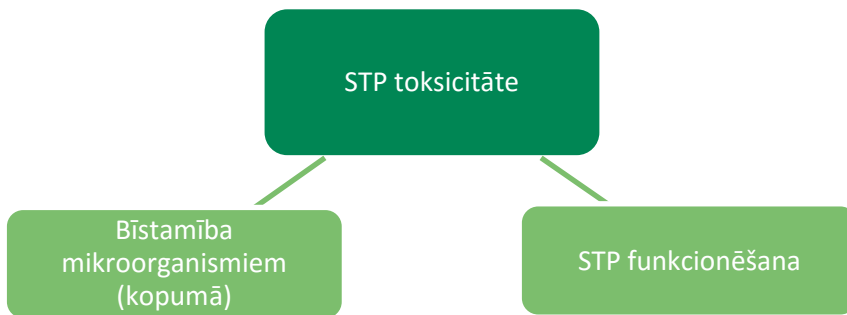 STP toksicitāte
Bīstamība
mikroorganismiem
(kopumā)
STP funkcionēšana